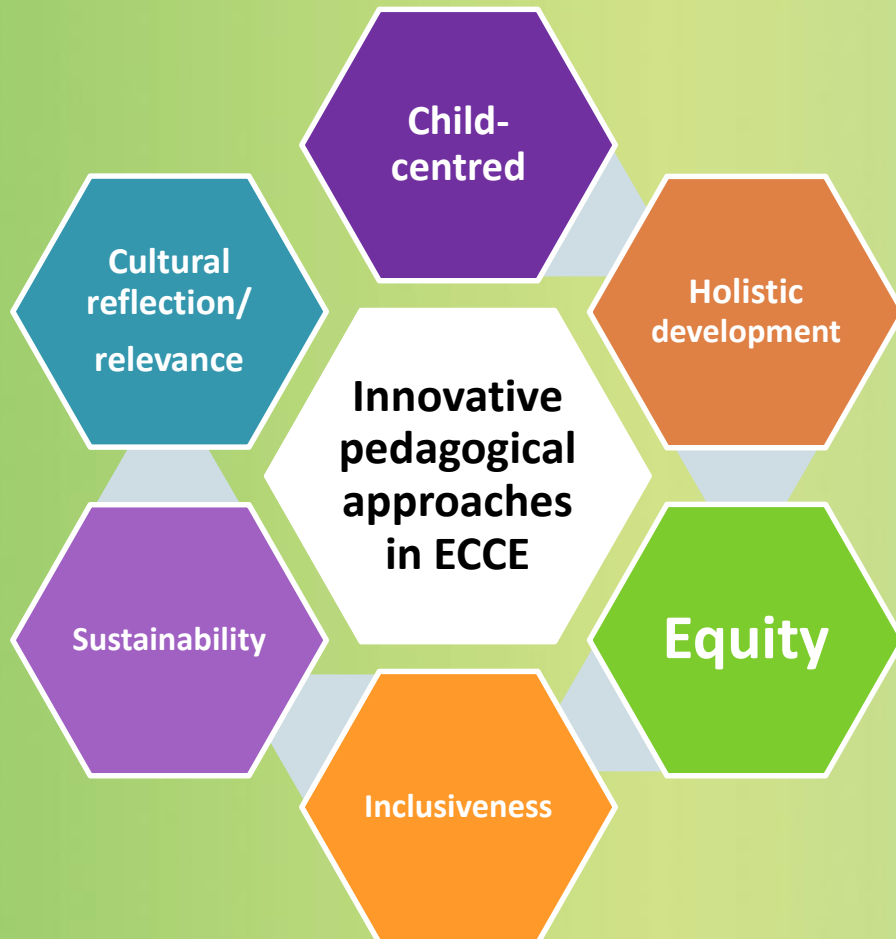 Child-
centred
Cultural
reflection/
relevance
Holistic
development
Innovative
pedagogical
approaches
in ECCE
Sustainability
Equity
Inclusiveness